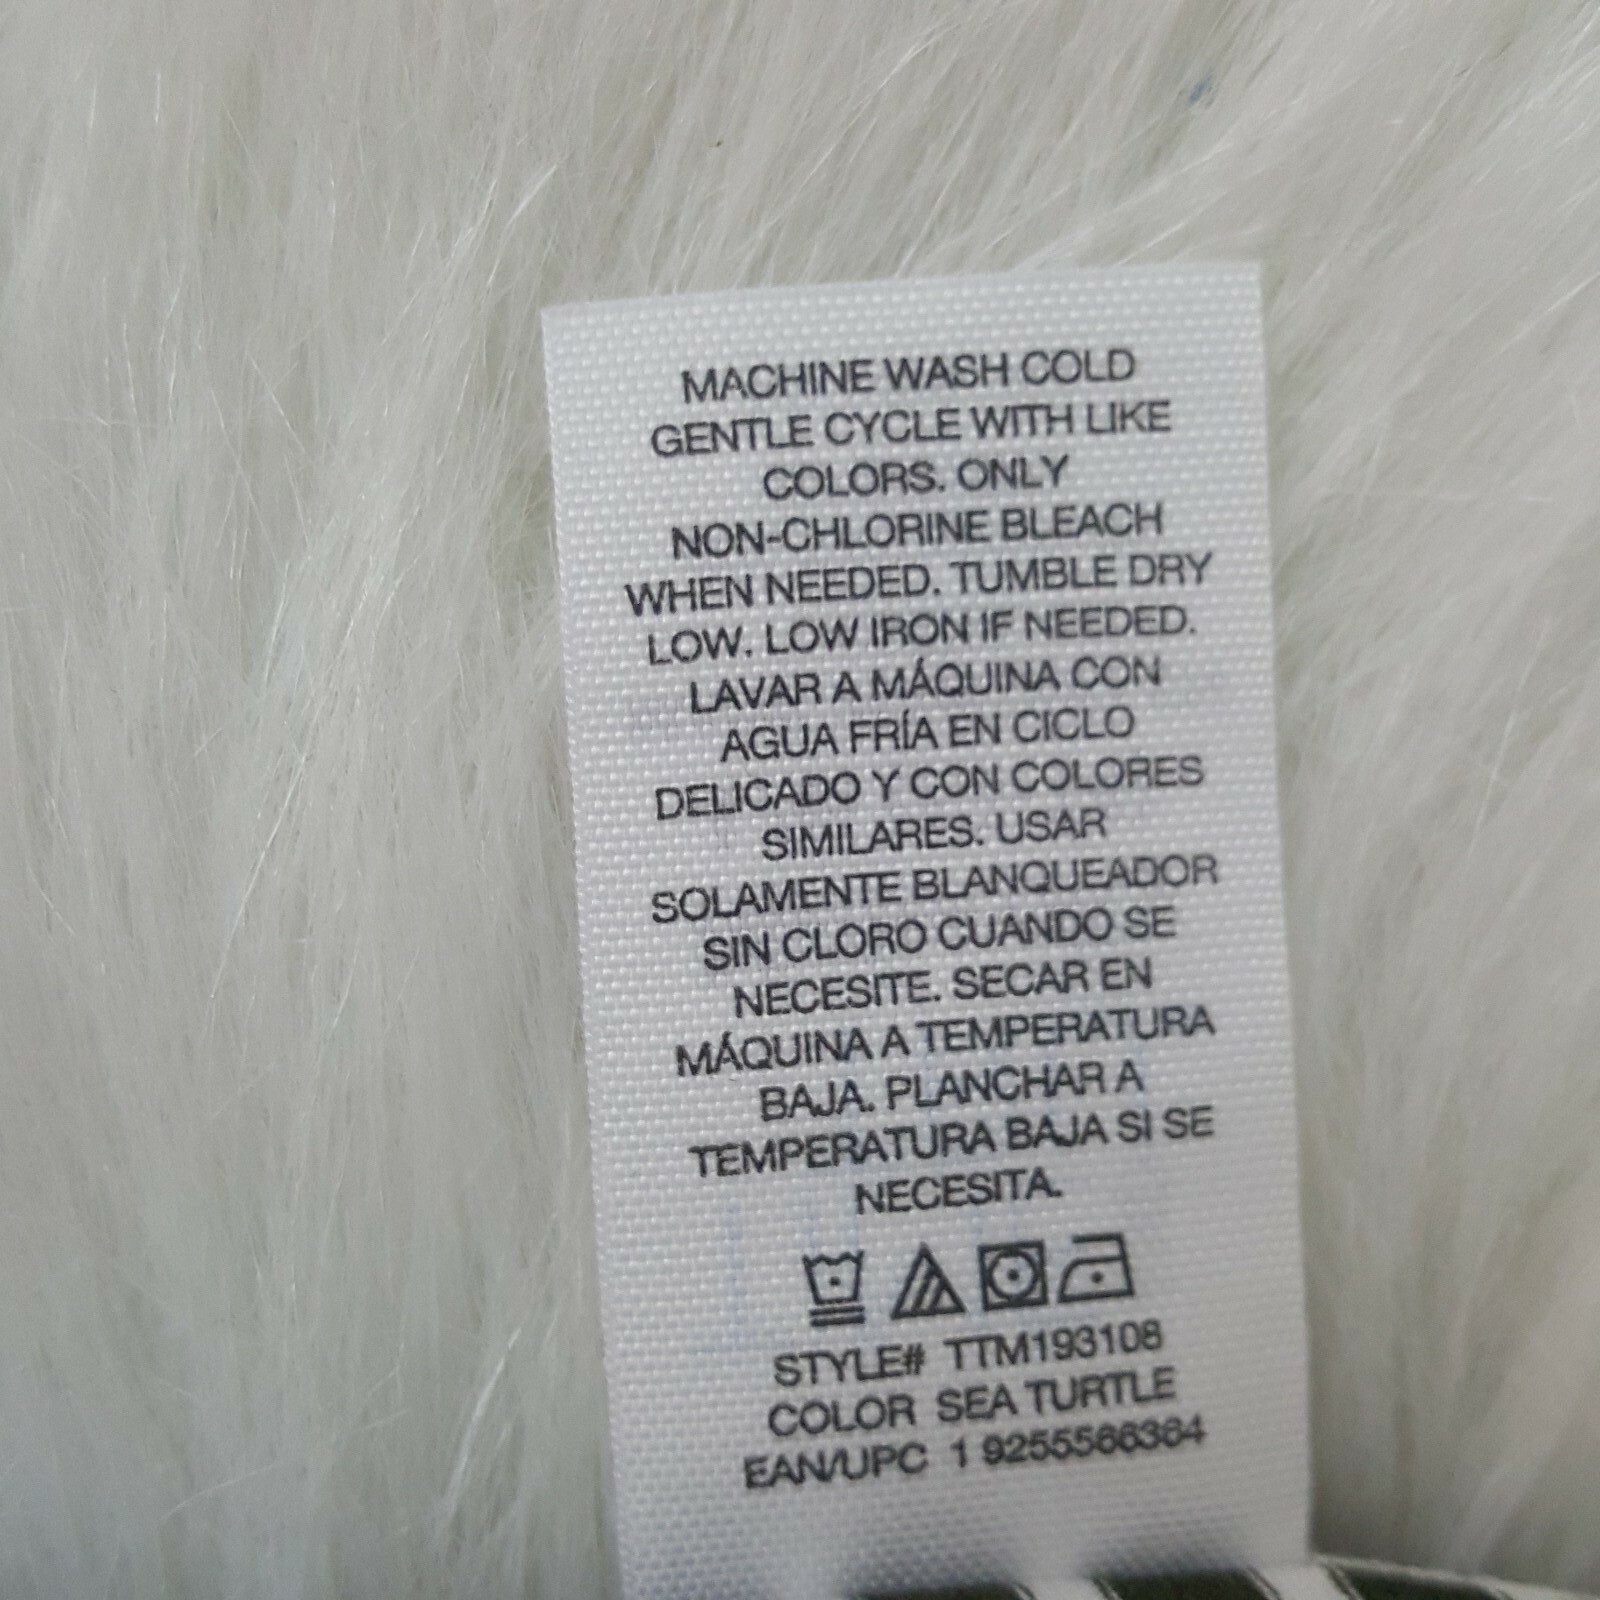 MACHINE WASH COLD
GENTLE CYCLE WITH LIKE
COLORS. ONLY
NON-CHLORINE BLEACH
WHEN NEEDED. TUMBLE DRY
LOW. LOW IRON IF NEEDED.
LAVAR A MÁQUINA CON
AGUA FRÍA EN CICLO
DELICADO Y CON COLORES
SIMILARES. USAR
SOLAMENTE BLANQUEADOR
SIN CLORO CUANDO SE
NECESITE. SECAR EN
MÁQUINA A TEMPERATURA
BAJA. PLANCHAR A
TEMPERATURA BAJA SI SE
NECESITA.
STYLE# TTM193108
COLOR SEA TURTLE
EAN/UPC 1 9255566364